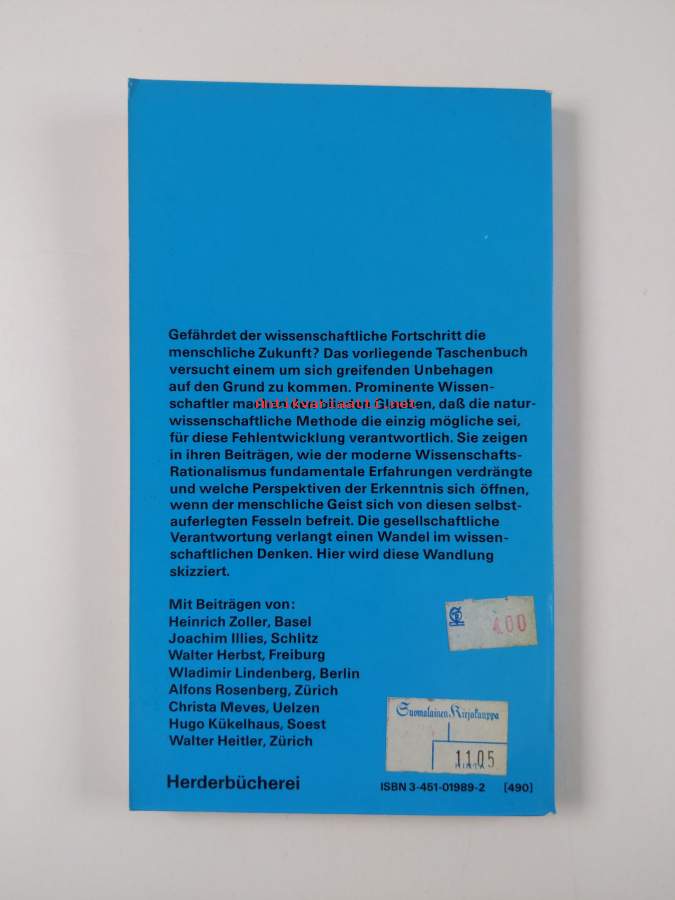 Gefährdet der wissenschaftliche Fortschritt die
menschliche Zukunft? Das vorliegende Taschenbuch
versucht einem um sich greifenden Unbehagen
auf den Grund zu kommen. Prominente Wissen-
schaftler machen den blinden Glauben, daß die natur-
wissenschaftliche Methode die einzig mögliche sei,
für diese Fehlentwicklung verantwortlich. Sie zeigen
in ihren Beiträgen, wie der moderne Wissenschafts-
Rationalismus fundamentale Erfahrungen verdrängte
und welche Perspektiven der Erkenntnis sich öffnen,
wenn der menschliche Geist sich von diesen selbst-
auferlegten Fesseln befreit. Die gesellschaftliche
Verantwortung verlangt einen Wandel im wissen-
schaftlichen Denken. Hier wird diese Wandlung
skizziert.
Mit Beiträgen von:
Heinrich Zoller, Basel
Joachim Illies, Schlitz
Walter Herbst, Freiburg
Wladimir Lindenberg, Berlin
Alfons Rosenberg, Zürich
Christa Meves, Uelzen
Hugo Kükelhaus, Soest
Walter Heitler, Zürich
400
Suomalainen Kirjakauppa
1105
Herderbücherei
ISBN 3-451-01989-2 [490]